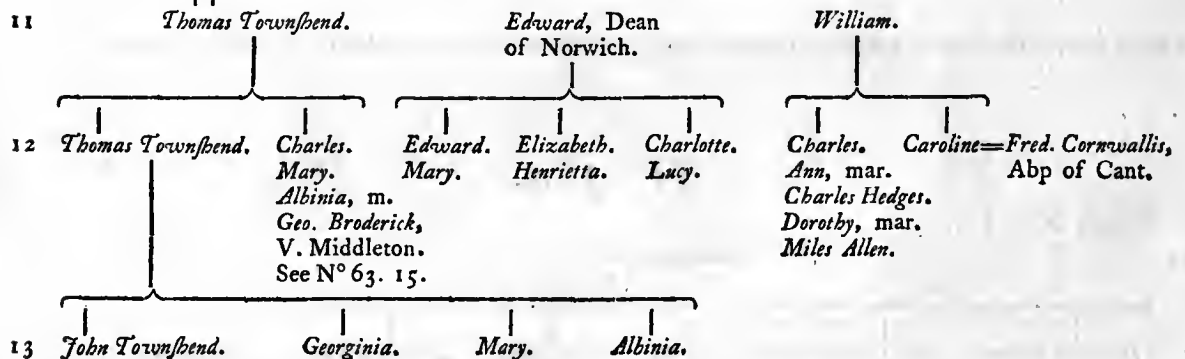 11 Thomas Townſhend. Edward, Dean William.
of Norwich.
12 Thomas Townſhend. Charles. Edward. Elizabeth. Charlotte. Charles. Caroline=Fred. Cornwallis,
Mary. Mary. Henrietta. Lucy. Ann, mar. Abp of Cant.
Albinia, m. Charles Hedges.
Geo. Broderick, Dorothy, mar.
V. Middleton. Miles Allen.
See N° 63. 15.
13 John Townſhend. Georginia. Mary. Albinia.